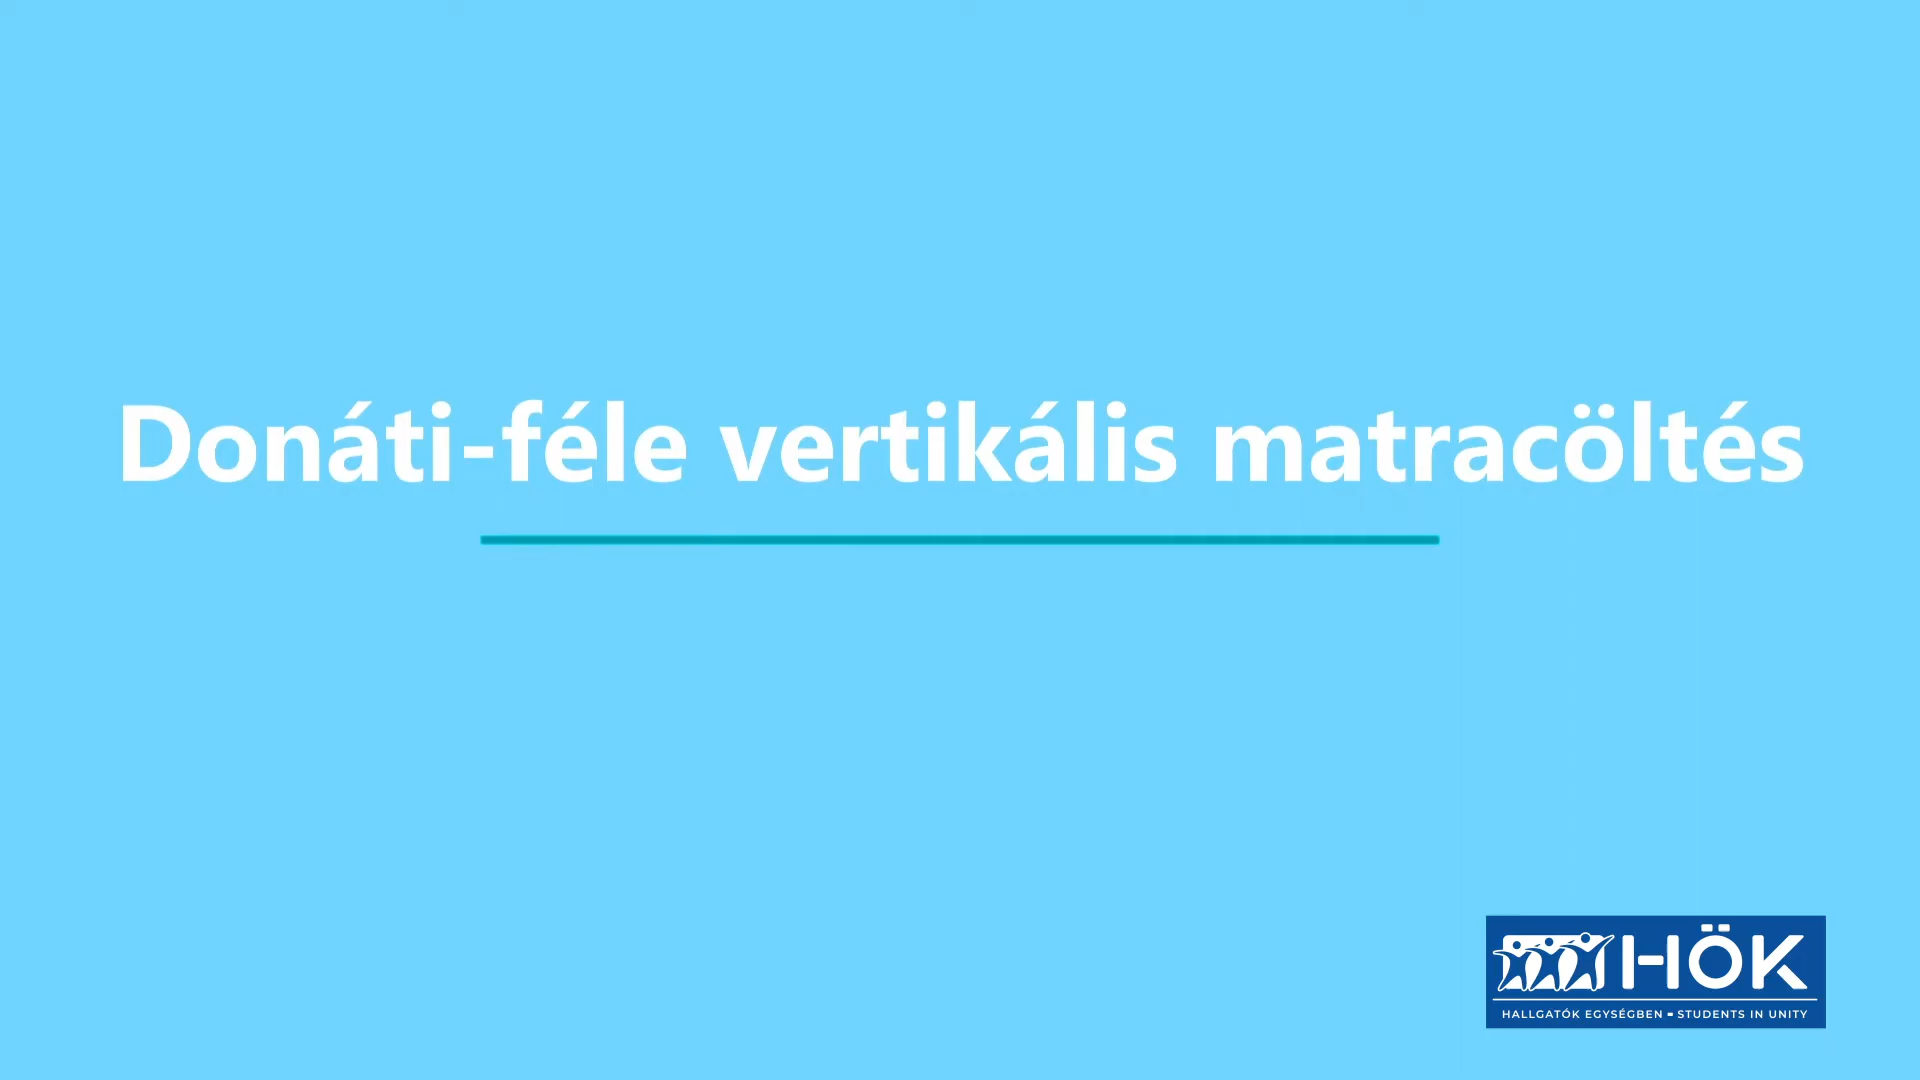 Donáti-féle vertikális matracöltés
HÖK
HALLGATÓK EGYSÉGBEN - STUDENTS IN UNITY